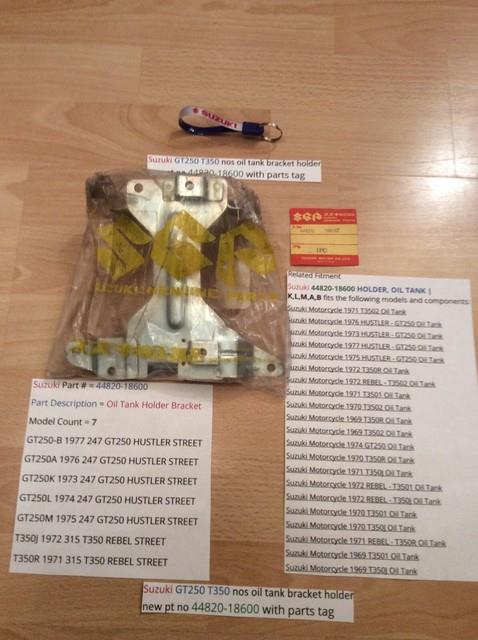 SUZUKI
Suzuki GT250 T350 nos oil tank bracket holder
pt no 44820-18600 with parts tag
SGP
SUZUKI GENUINE PARTS
SGP
44820 18600
1PC
SUZUKI MOTOR CO.,LTD.
Related Fitment
Suzuki 44820-18600 HOLDER, OIL TANK |
K,L,M,A,B fits the following models and components:
Suzuki Motorcycle 1971 T3502 Oil Tank
Suzuki Motorcycle 1976 HUSTLER - GT250 Oil Tank
Suzuki Motorcycle 1973 HUSTLER - GT250 Oil Tank
Suzuki Motorcycle 1977 HUSTLER - GT250 Oil Tank
Suzuki Motorcycle 1975 HUSTLER - GT250 Oil Tank
Suzuki Motorcycle 1972 T350R Oil Tank
Suzuki Motorcycle 1972 REBEL - T3502 Oil Tank
Suzuki Motorcycle 1971 T3501 Oil Tank
Suzuki Motorcycle 1970 T3502 Oil Tank
Suzuki Motorcycle 1969 T350R Oil Tank
Suzuki Motorcycle 1969 T3502 Oil Tank
Suzuki Motorcycle 1974 GT250 Oil Tank
Suzuki Motorcycle 1970 T350R Oil Tank
Suzuki Motorcycle 1971 T350J Oil Tank
Suzuki Motorcycle 1972 REBEL - T3501 Oil Tank
Suzuki Motorcycle 1972 REBEL - T350J Oil Tank
Suzuki Motorcycle 1970 T3501 Oil Tank
Suzuki Motorcycle 1970 T350J Oil Tank
Suzuki Motorcycle 1971 REBEL - T350R Oil Tank
Suzuki Motorcycle 1969 T3501 Oil Tank
Suzuki Motorcycle 1969 T350J Oil Tank
Suzuki Part # = 44820-18600
Part Description = Oil Tank Holder Bracket
Model Count = 7
GT250-B 1977 247 GT250 HUSTLER STREET
GT250A 1976 247 GT250 HUSTLER STREET
GT250K 1973 247 GT250 HUSTLER STREET
GT250L 1974 247 GT250 HUSTLER STREET
GT250M 1975 247 GT250 HUSTLER STREET
T350J 1972 315 T350 REBEL STREET
T350R 1971 315 T350 REBEL STREET
Suzuki GT250 T350 nos oil tank bracket holder
new pt no 44820-18600 with parts tag